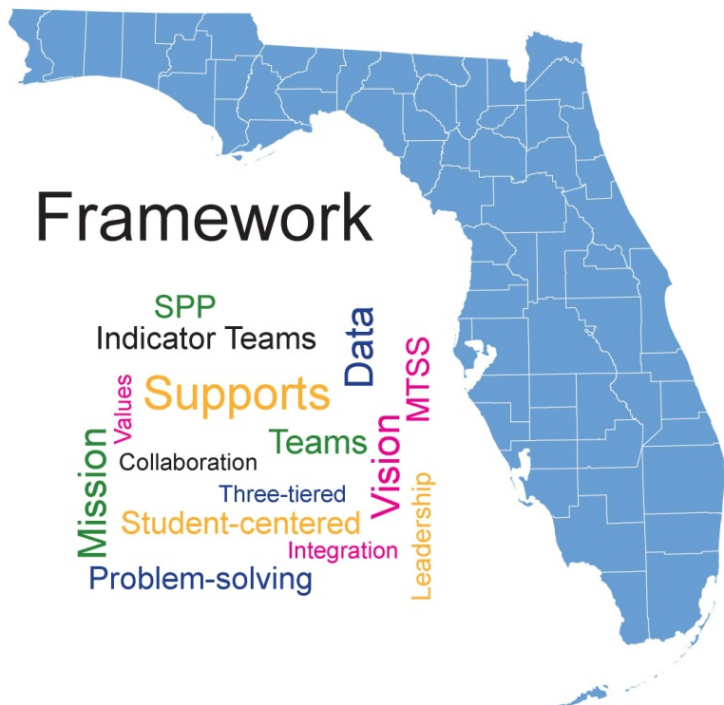 Framework
SPP
Indicator Teams
Data
MTSS
Values
Supports
Mission
Teams
Vision
Collaboration
Three-tiered
Leadership
Student-centered
Integration
Problem-solving